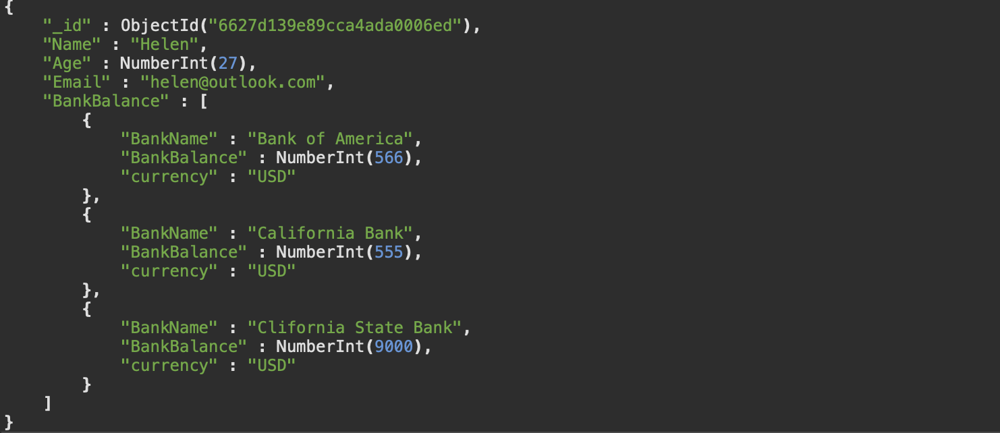 {
    "_id" : ObjectId("6627d139e89cca4ada0006ed"),
    "Name" : "Helen",
    "Age" : NumberInt(27),
    "Email" : "helen@outlook.com",
    "BankBalance" : [
        {
            "BankName" : "Bank of America",
            "BankBalance" : NumberInt(566),
            "currency" : "USD"
        },
        {
            "BankName" : "California Bank",
            "BankBalance" : NumberInt(555),
            "currency" : "USD"
        },
        {
            "BankName" : "Clifornia State Bank",
            "BankBalance" : NumberInt(9000),
            "currency" : "USD"
        }
    ]
}